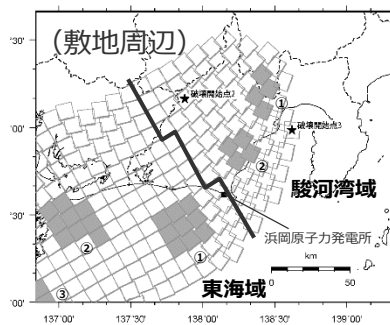 （敷地周辺）
破壊開始点2
①
破壊開始点3
②
駿河湾域
浜岡原子力発電所
②
①
東海域
③
km
0
50
.30'
.00'
.30'
.00'
137°00'
137°30'
138°00'
138°30'
139°00'